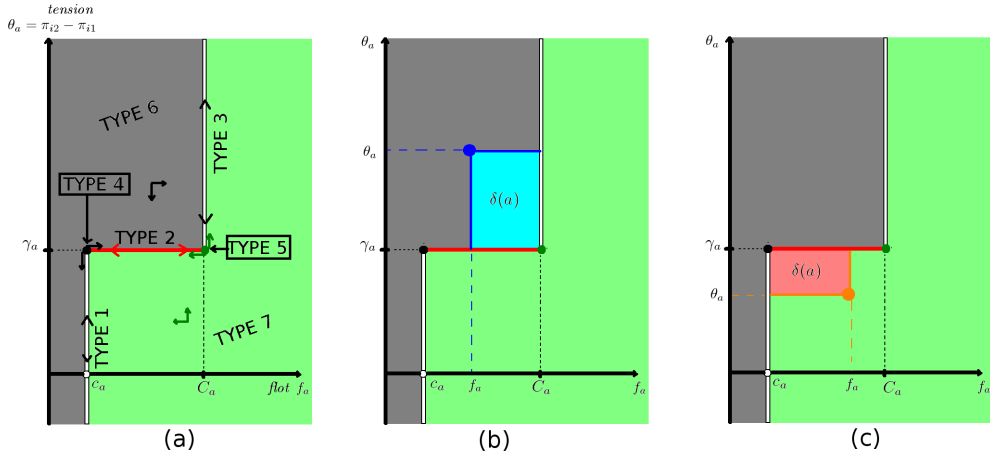 tension
θₐ = πᵢ₂ − πᵢ₁
TYPE 6
TYPE 3
TYPE 4
TYPE 2
TYPE 5
γₐ
TYPE 1
TYPE 7
cₐ
Cₐ
flot fₐ
(a)
θₐ
θₐ
δ(a)
γₐ
cₐ
fₐ
Cₐ
fₐ
(b)
θₐ
γₐ
δ(a)
θₐ
cₐ
fₐ
Cₐ
fₐ
(c)